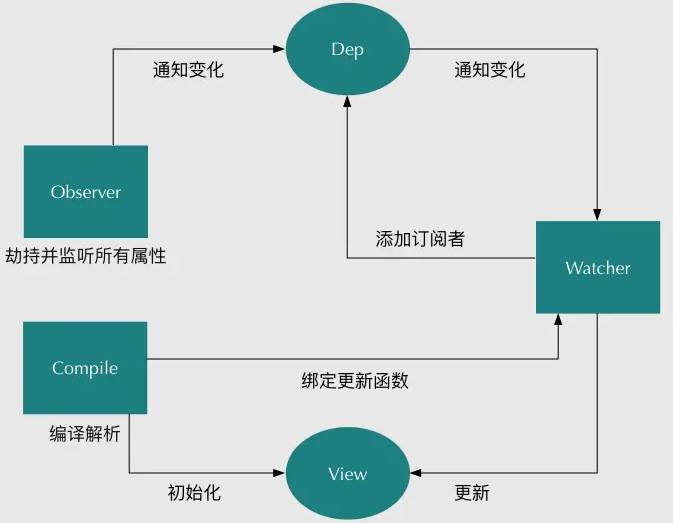 Dep
通知变化
通知变化
Observer
劫持并监听所有属性
添加订阅者
Watcher
Compile
绑定更新函数
编译解析
View
初始化
更新